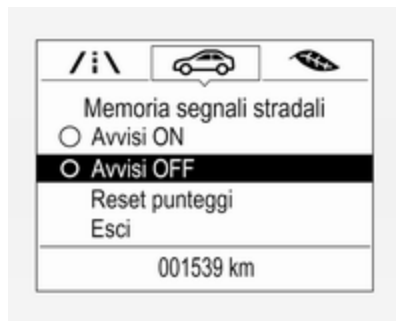 Memoria segnali stradali
Avvisi ON
Avvisi OFF
Reset punteggi
Esci
001539 km